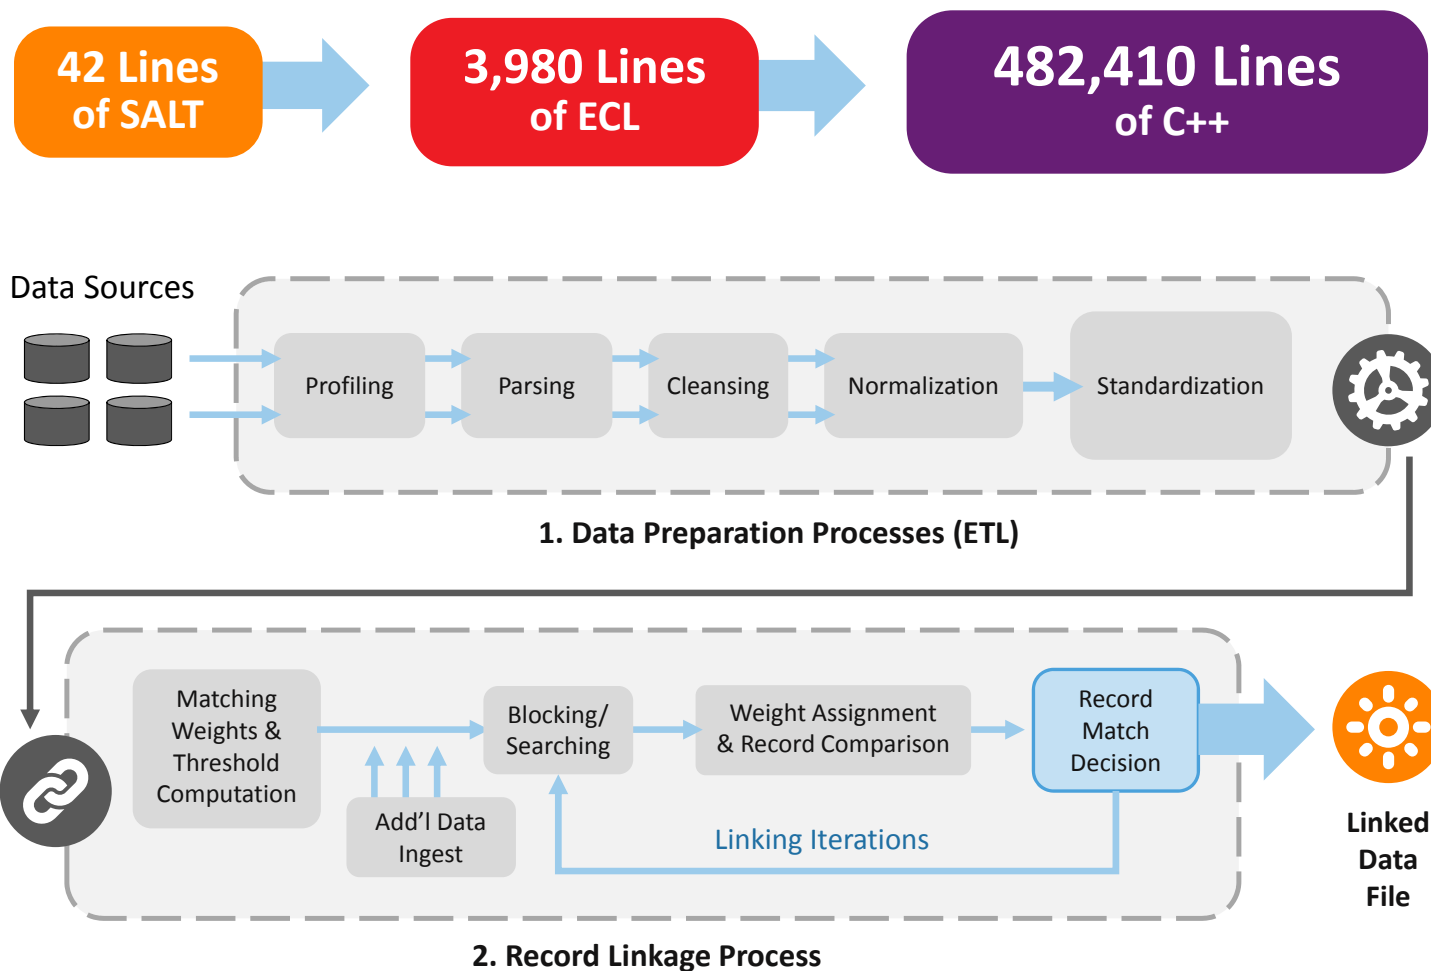 42 Lines
of SALT
3,980 Lines
of ECL
482,410 Lines
of C++
Data Sources
Profiling
Parsing
Cleansing
Normalization
Standardization
1. Data Preparation Processes (ETL)
Matching
Weights &
Threshold
Computation
Add'l Data
Ingest
Blocking/
Searching
Weight Assignment
& Record Comparison
Record
Match
Decision
Linking Iterations
Linked
Data
File
2. Record Linkage Process